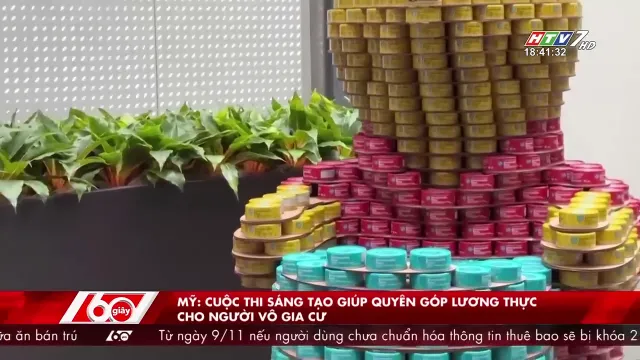 HTV7 HD
18:41:32
60 giây
MỸ: CUỘC THI SÁNG TẠO GIÚP QUYÊN GÓP LƯƠNG THỰC
CHO NGƯỜI VÔ GIA CƯ
ữa ăn bán trú 60 Từ ngày 9/11 nếu người dùng chưa chuẩn hóa thông tin thuê bao sẽ bị khóa 2